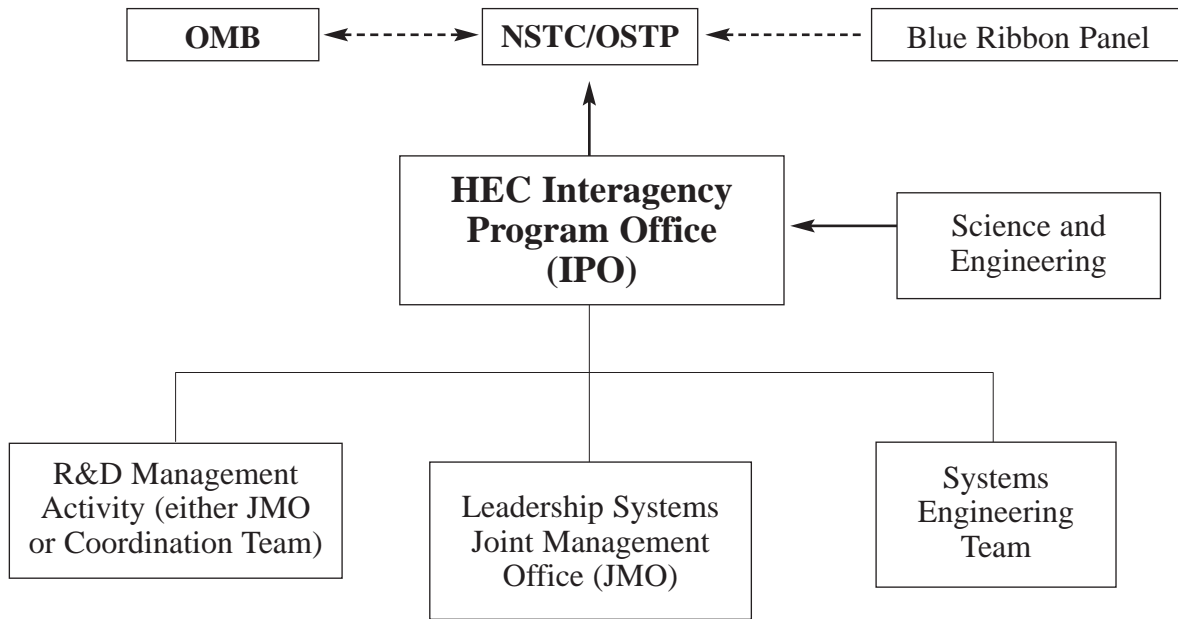 OMB
NSTC/OSTP
Blue Ribbon Panel
HEC Interagency
Program Office
(IPO)
Science and
Engineering
R&D Management
Activity (either JMO
or Coordination Team)
Leadership Systems
Joint Management
Office (JMO)
Systems
Engineering
Team